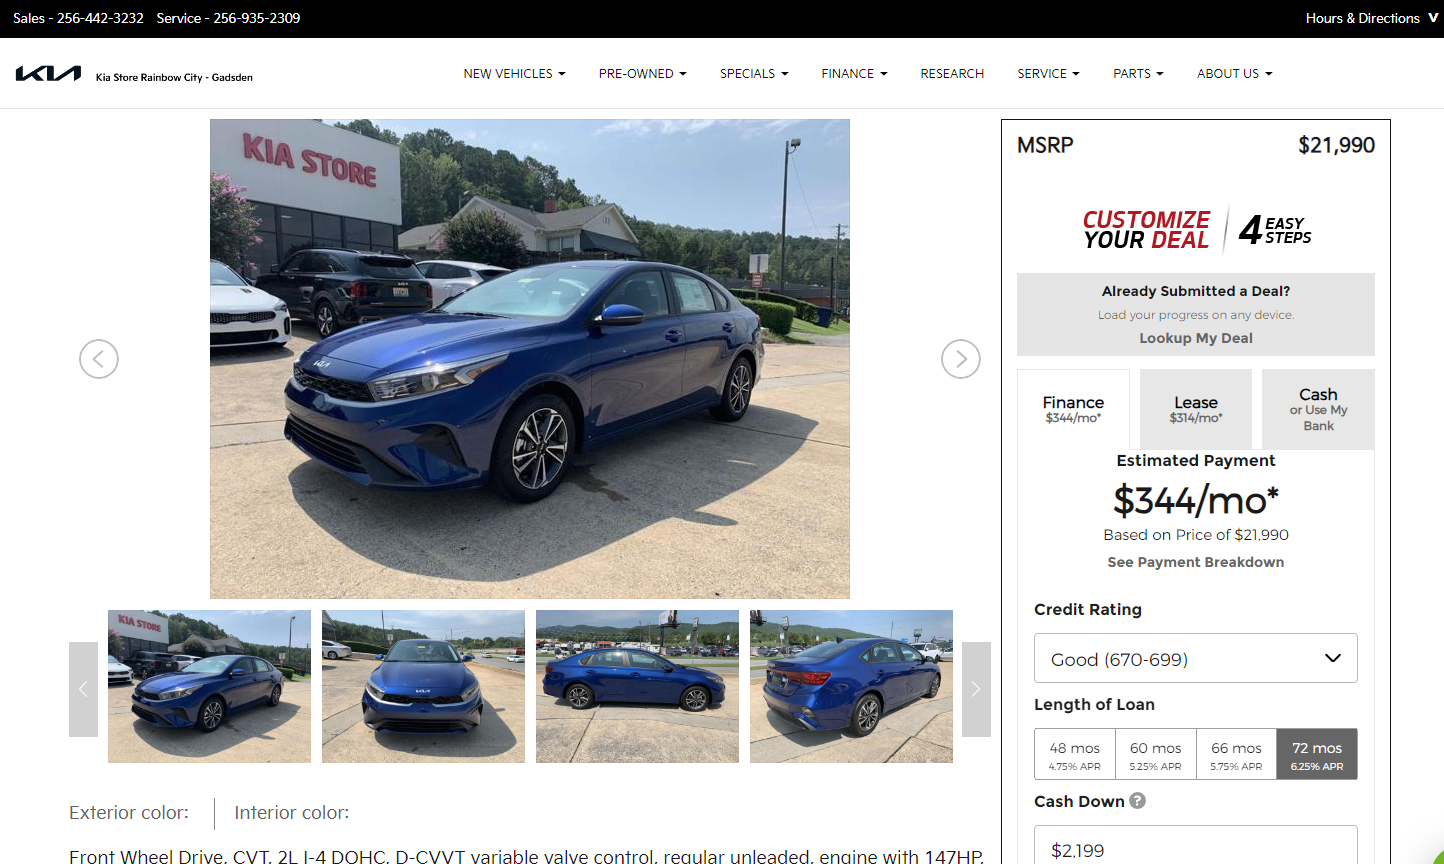 Sales - 256-442-3232 Service - 256-935-2309
Hours & Directions
KIA Kia Store Rainbow City - Gadsden
NEW VEHICLES PRE-OWNED SPECIALS FINANCE RESEARCH SERVICE PARTS ABOUT US
KIA STORE
MSRP $21,990
CUSTOMIZE
YOUR DEAL
4 EASY
STEPS
Already Submitted a Deal?
Load your progress on any device.
Lookup My Deal
Finance
$344/mo*
Lease
$314/mo*
Cash
or Use My
Bank
Estimated Payment
$344/mo*
Based on Price of $21,990
See Payment Breakdown
Credit Rating
Good (670-699)
Length of Loan
48 mos
4.75% APR
60 mos
5.25% APR
66 mos
5.75% APR
72 mos
6.25% APR
Cash Down ?
$2,199
KIA STORE
Exterior color: Interior color:
Front Wheel Drive, CVT, 2L I-4 DOHC, D-CVVT variable valve control, regular unleaded, engine with 147HP,